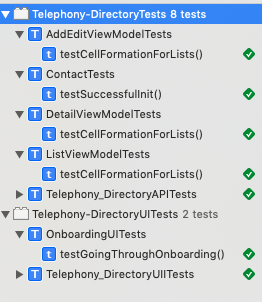 Telephony-DirectoryTests 8 tests
T AddEditViewModelTests
t testCellFormationForLists()
T ContactTests
t testSuccessfulInit()
T DetailViewModelTests
t testCellFormationForLists()
T ListViewModelTests
t testCellFormationForLists()
T Telephony_DirectoryAPITests
Telephony-DirectoryUITests 2 tests
T OnboardingUITests
t testGoingThroughOnboarding()
T Telephony_DirectoryUIITests